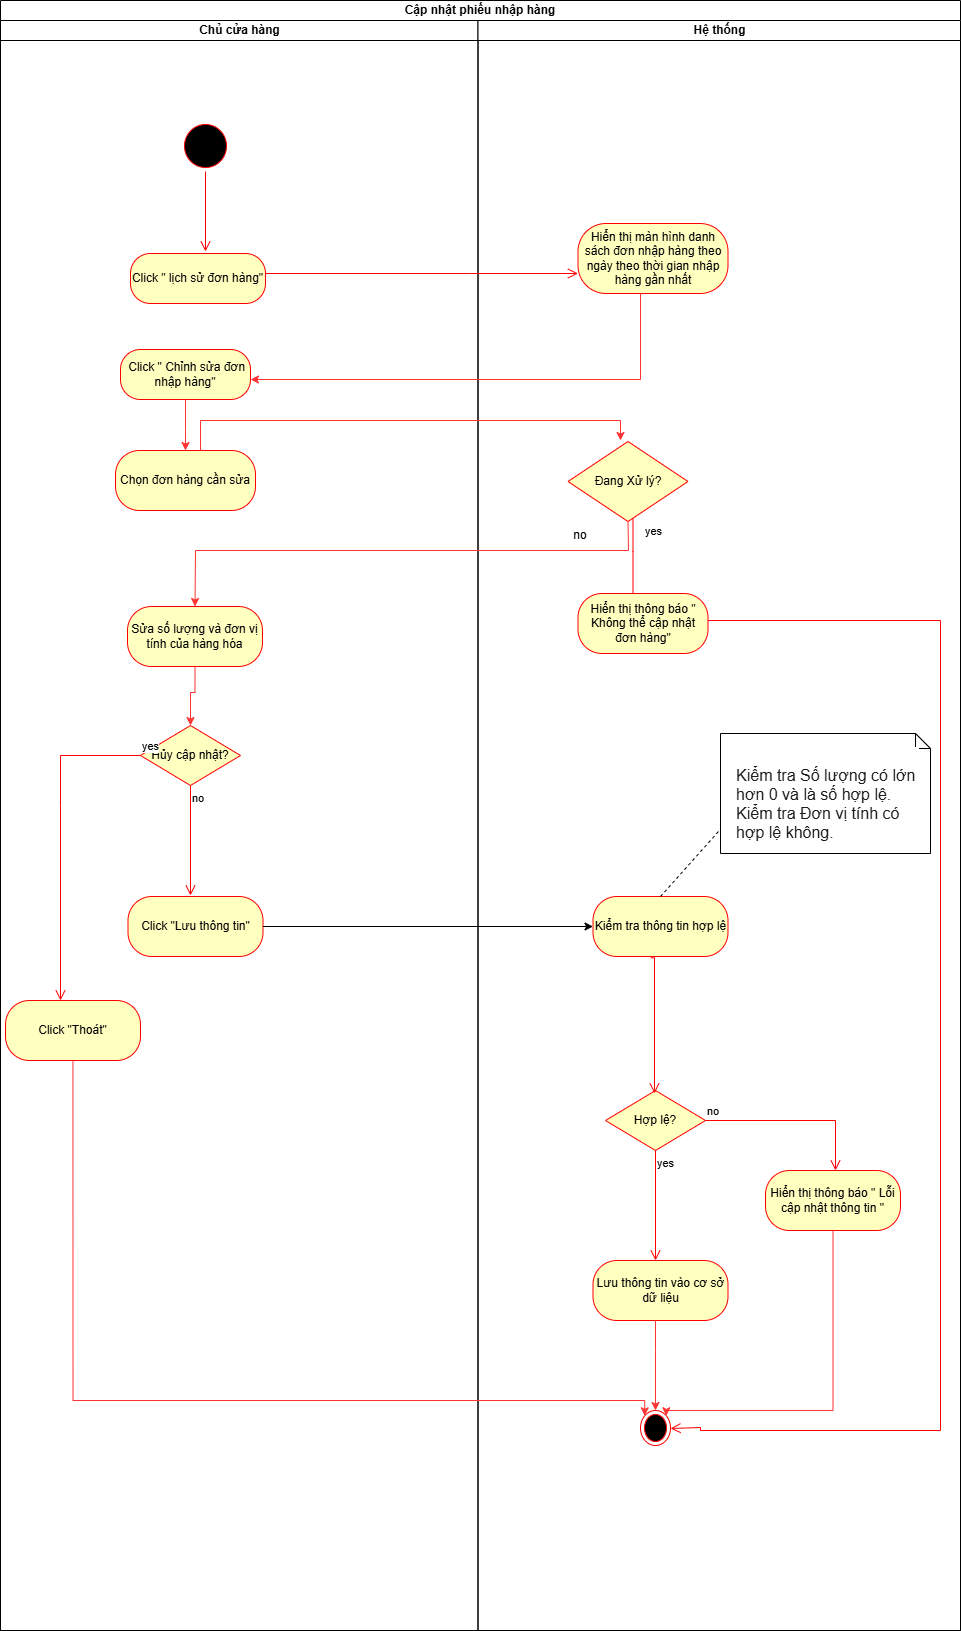 Cập nhật phiếu nhập hàng
Chủ cửa hàng
Hệ thống
Click " lịch sử đơn hàng"
Hiển thị màn hình danh
sách đơn nhập hàng theo
ngày theo thời gian nhập
hàng gần nhất
Click " Chỉnh sửa đơn
nhập hàng"
Chọn đơn hàng cần sửa
Đang Xử lý?
no
yes
Hiển thị thông báo "
Không thể cập nhật
đơn hàng"
Sửa số lượng và đơn vị
tính của hàng hóa
yes
Hủy cập nhật?
no
Kiểm tra Số lượng có lớn
hơn 0 và là số hợp lệ.
Kiểm tra Đơn vị tính có
hợp lệ không.
Click "Lưu thông tin"
Kiểm tra thông tin hợp lệ
Click "Thoát"
Hợp lệ?
no
yes
Hiển thị thông báo " Lỗi
cập nhật thông tin "
Lưu thông tin vào cơ sở
dữ liệu